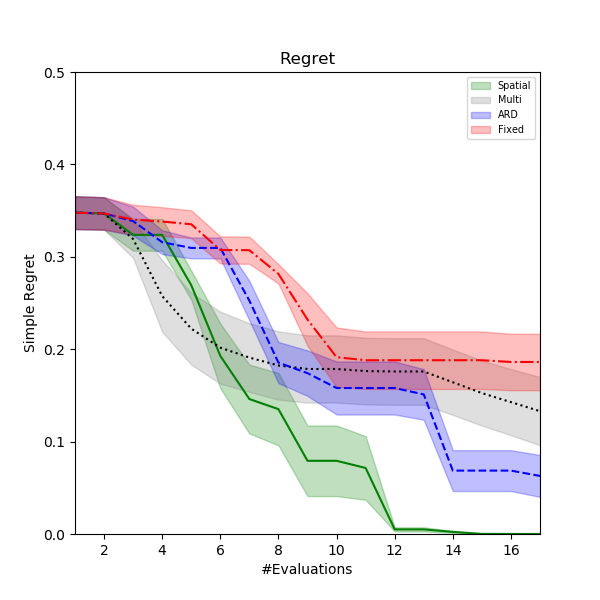 Regret
0.5
0.4
0.3
0.2
0.1
0.0
Simple Regret
Spatial
Multi
ARD
Fixed
2 4 6 8 10 12 14 16
#Evaluations